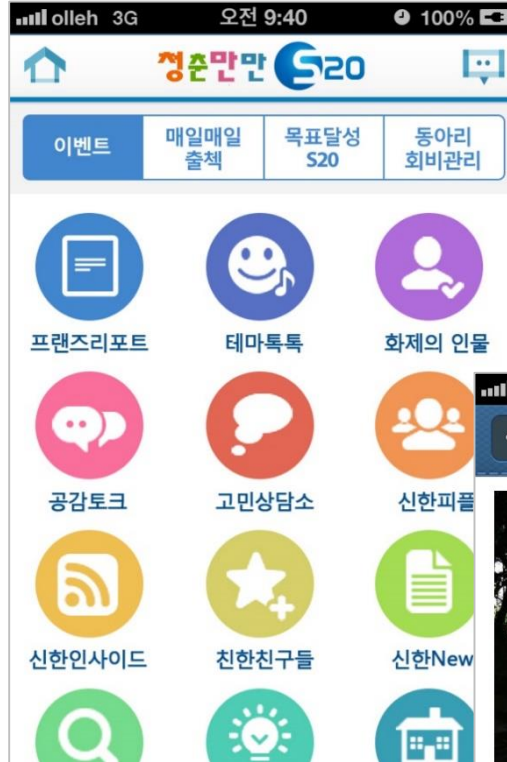 olleh 3G 오전 9:40 100%
청춘만만 S20
이벤트 매일매일 출첵 목표달성 S20 동아리 회비관리
프랜즈리포트 테마톡톡 화제의 인물
공감토크 고민상담소 신한피플
신한인사이드 친한친구들 신한New